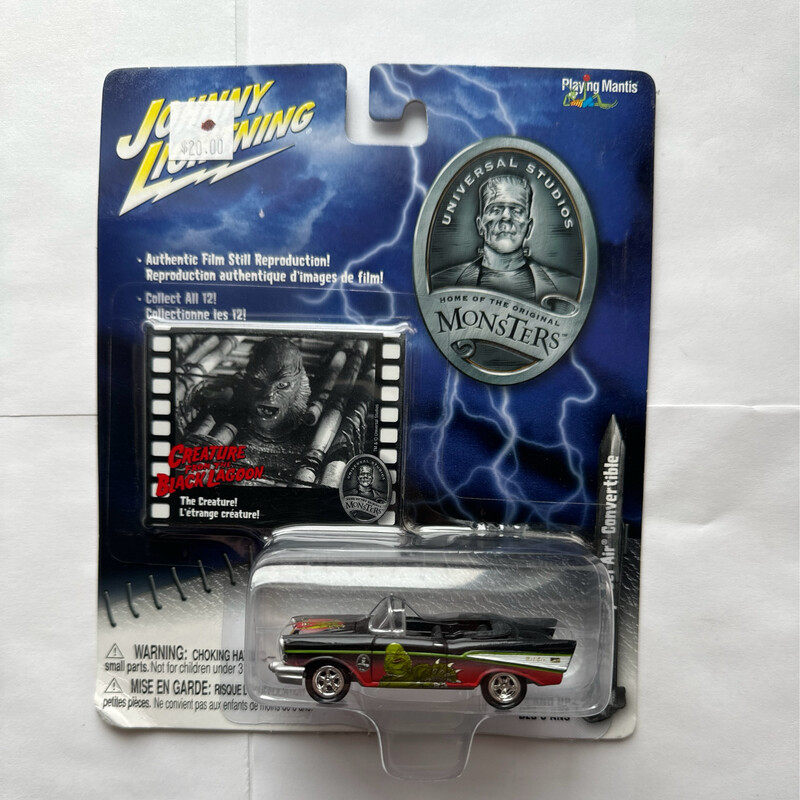 JOHNNY
LIGHTNING
$20.00
Playing Mantis
UNIVERSAL STUDIOS
HOME OF THE ORIGINAL
MONSTERS™
• Authentic Film Still Reproduction!
Reproduction authentique d'images de film!
• Collect All 12!
Collectionne les 12!
CREATURE
FROM THE
BLACK LAGOON
The Creature!
L'étrange créature!
MONSTERS
Air® Convertible
WARNING: CHOKING HA
small parts. Not for children under 3
MISE EN GARDE: RISQUE
petites pièces. Ne convient pas aux enfants de moins de 3 ans.